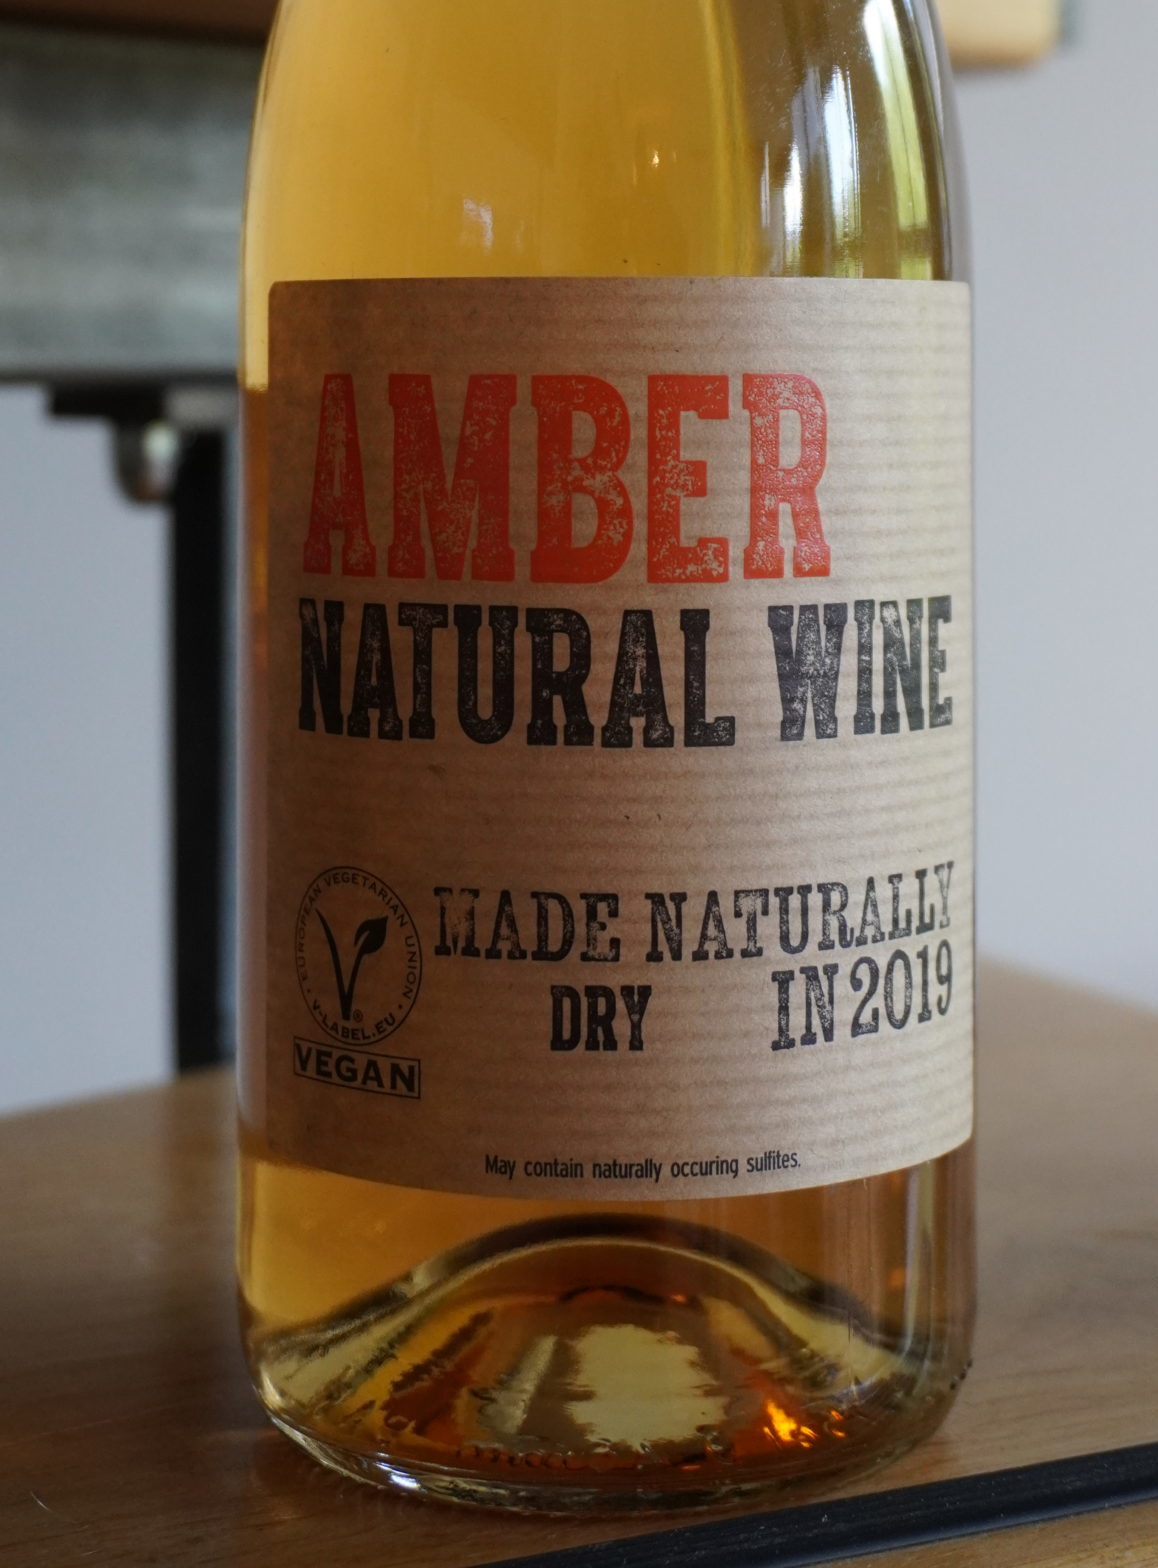 AMBER
NATURAL WINE
MADE NATURALLY
DRY IN 2019
EUROPEAN VEGETARIAN UNION
V-LABEL.EU
VEGAN
May contain naturally occuring sulfites.